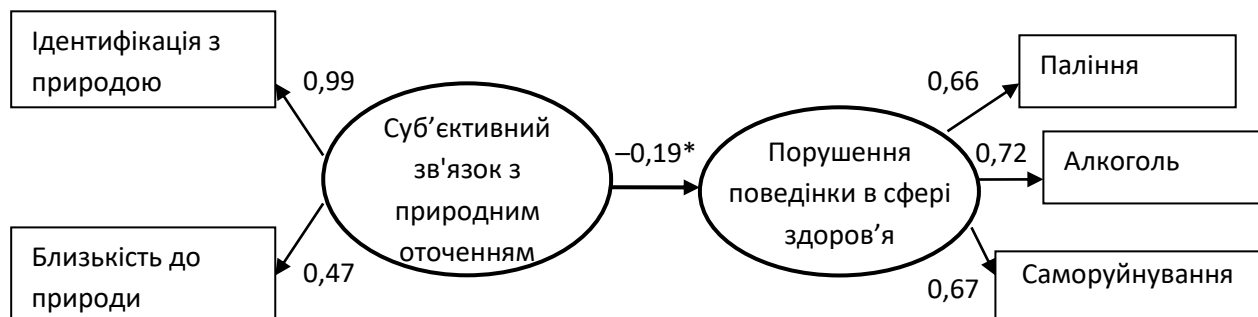 Ідентифікація з
природою
0,99
Близькість до
природи
0,47
Суб’єктивний
зв'язок з
природним
оточенням
–0,19*
Порушення
поведінки в сфері
здоров’я
0,66
Паління
0,72
Алкоголь
0,67
Саморуйнування